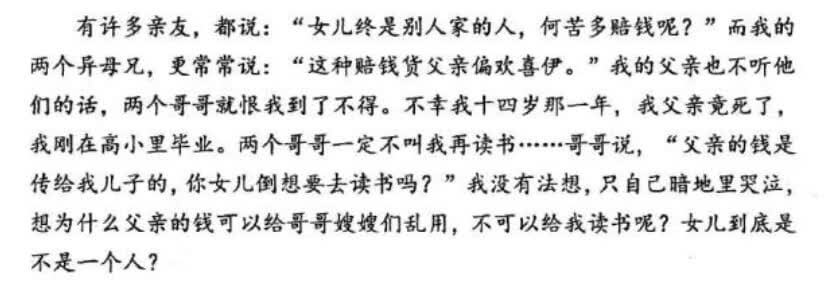 有许多亲友，都说：“女儿终是别人家的人，何苦多赔钱呢？”而我的
两个异母兄，更常常说：“这种赔钱货父亲偏欢喜伊。”我的父亲也不听他
们的话，两个哥哥就恨我到了不得。不幸我十四岁那一年，我父亲竟死了，
我刚在高小里毕业。两个哥哥一定不叫我再读书……哥哥说，“父亲的钱是
传给我儿子的，你女儿倒想要去读书吗？”我没有法想，只自己暗地里哭泣，
想为什么父亲的钱可以给哥哥嫂嫂们乱用，不可以给我读书呢？女儿到底是
不是一个人？